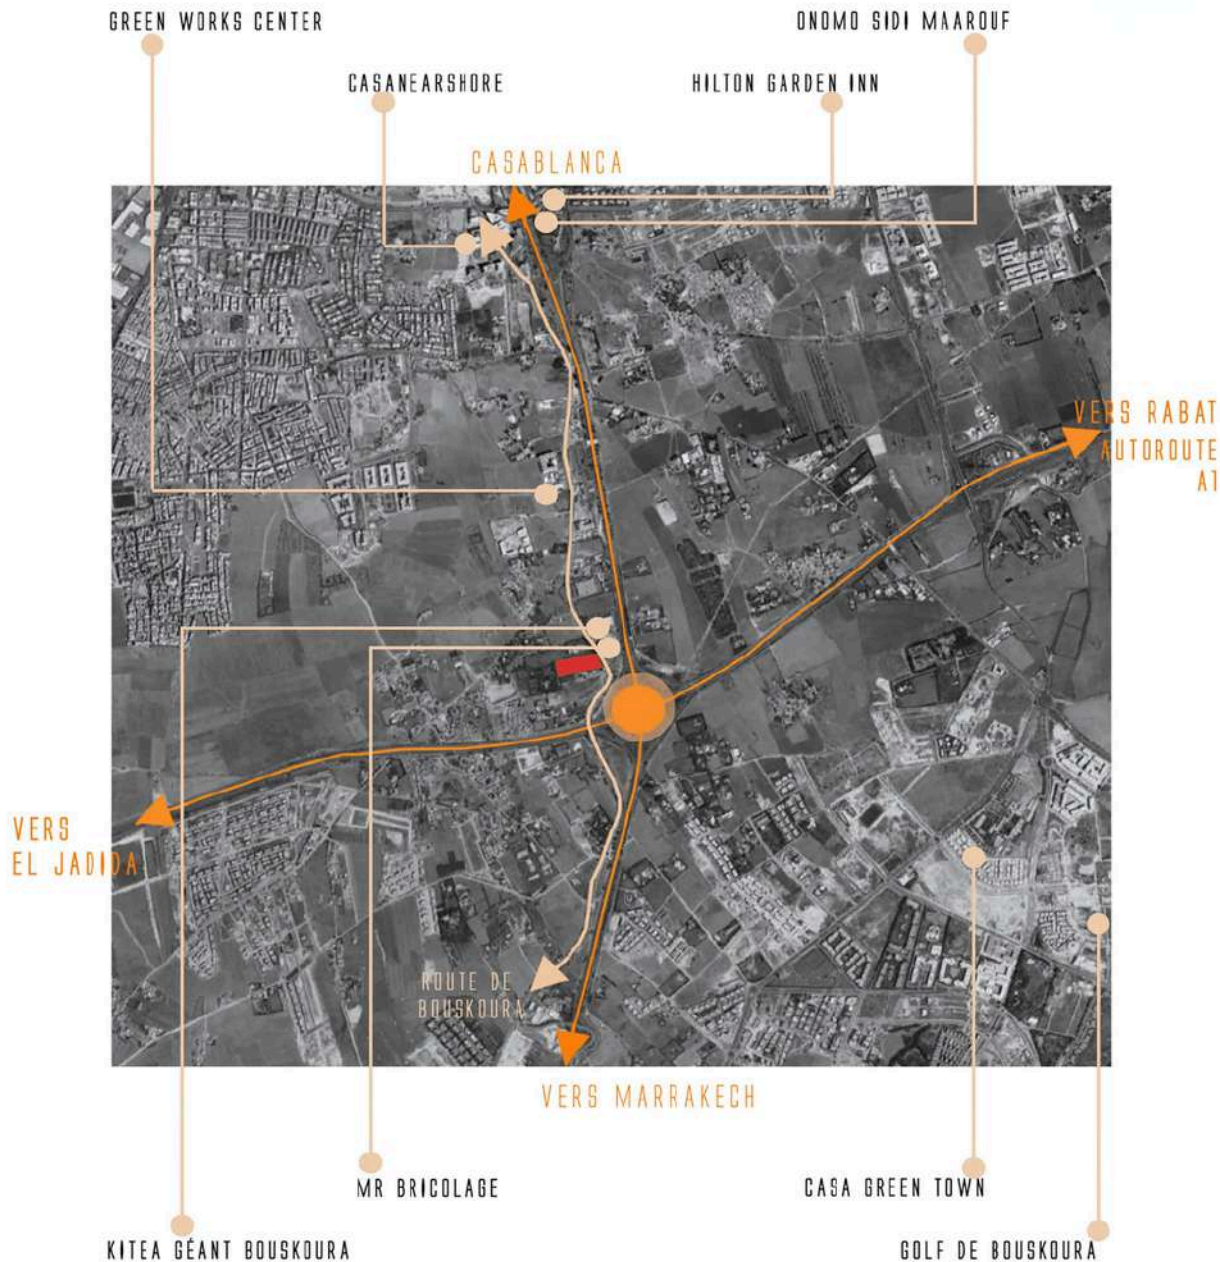 GREEN WORKS CENTER
ONOMO SIDI MAAROUF
CASANEARSHORE
HILTON GARDEN INN
CASABLANCA
VERS RABAT
AUTOROUTE
A1
VERS
EL JADIDA
ROUTE DE
BOUSKOURA
VERS MARRAKECH
MR BRICOLAGE
CASA GREEN TOWN
KITEA GÉANT BOUSKOURA
GOLF DE BOUSKOURA